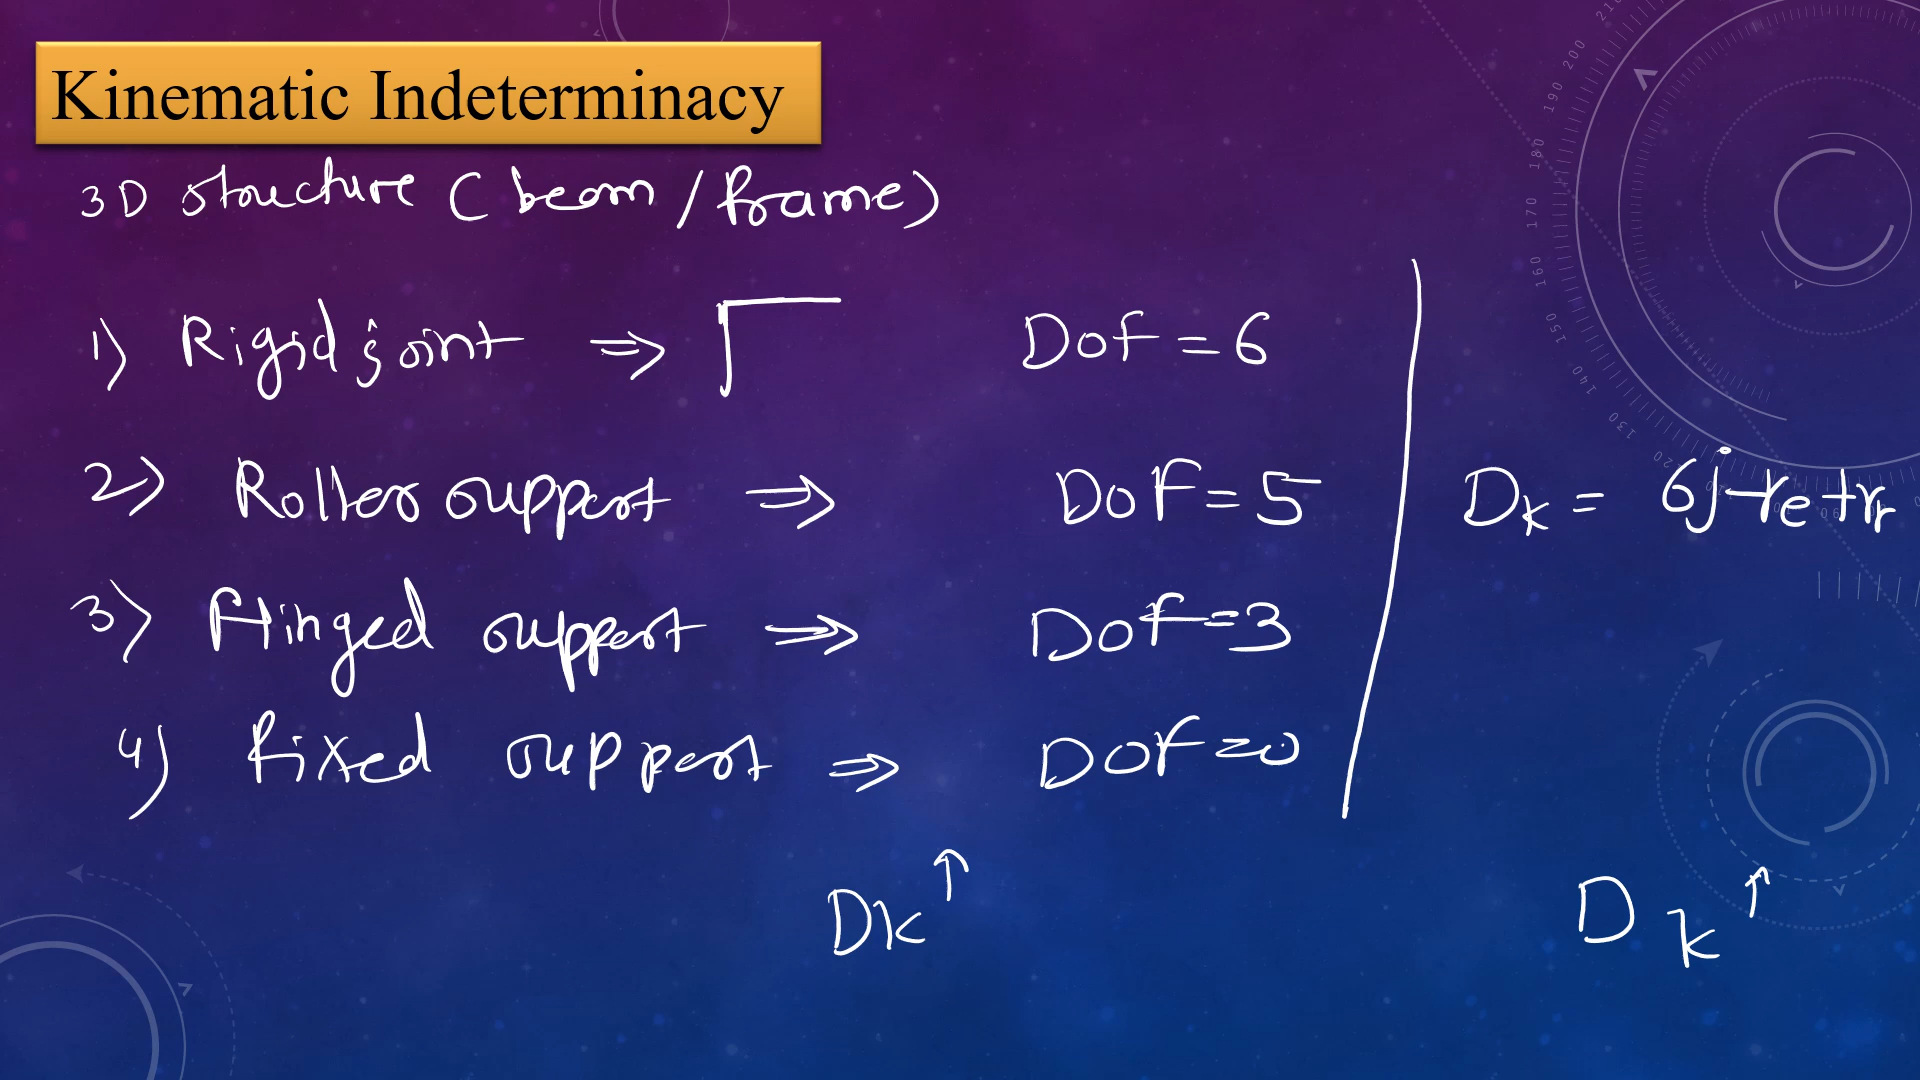 Kinematic Indeterminacy
3D structure (beam/frame)
1) Rigid joint ⇒ DOF = 6
2) Roller support ⇒ DOF = 5
Dk = 6j-re+rr
3) Hinged support ⇒ DOF=3
4) fixed support ⇒ DOF=0
Dk↑
Dk↑